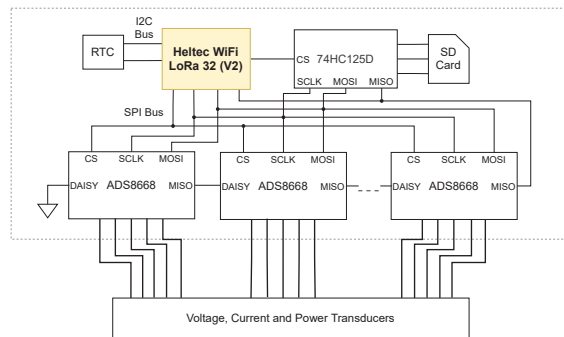 I2C
Bus
RTC
Heltec WiFi
LoRa 32 (V2)
CS 74HC125D
SCLK MOSI MISO
SD
Card
SPI Bus
CS SCLK MOSI
DAISY ADS8668 MISO
CS SCLK MOSI
DAISY ADS8668 MISO
CS SCLK MOSI
DAISY ADS8668 MISO
Voltage, Current and Power Transducers